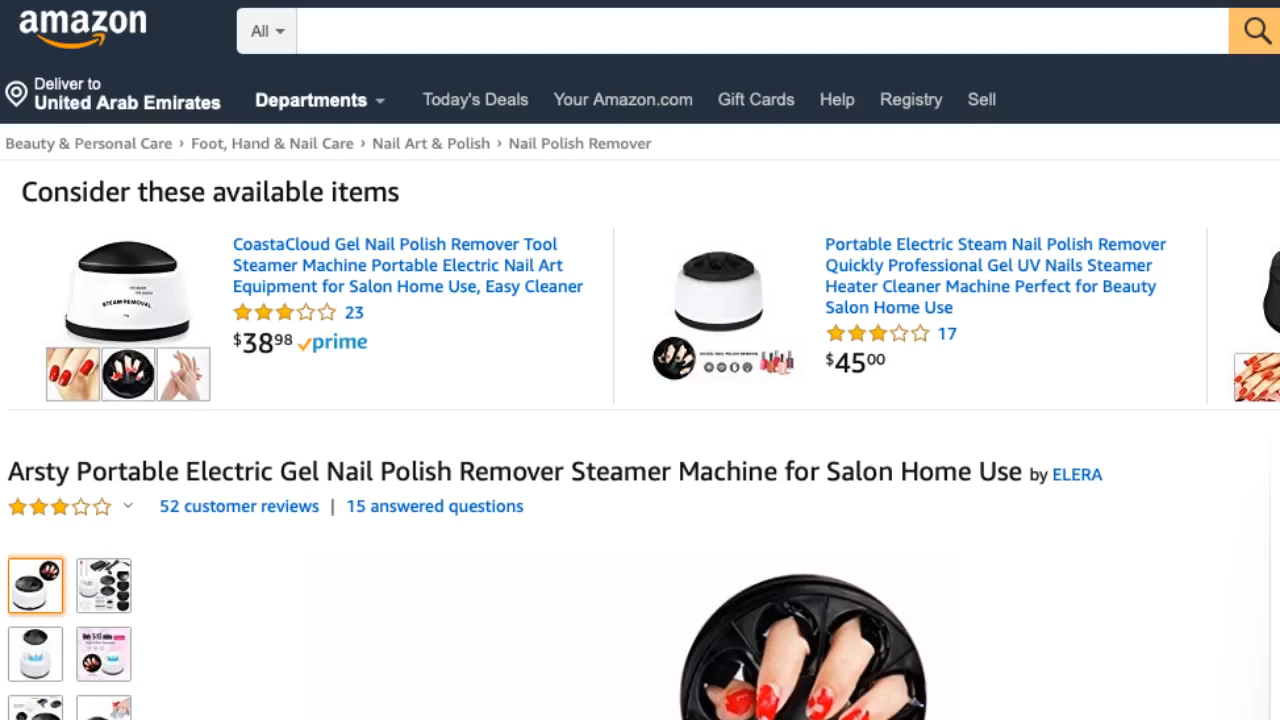 amazon
All
Deliver to
United Arab Emirates
Departments
Today's Deals
Your Amazon.com
Gift Cards
Help
Registry
Sell
Beauty & Personal Care › Foot, Hand & Nail Care › Nail Art & Polish › Nail Polish Remover
Consider these available items
STEAM REMOVAL
CoastaCloud Gel Nail Polish Remover Tool
Steamer Machine Portable Electric Nail Art
Equipment for Salon Home Use, Easy Cleaner
23
$3898 prime
Portable Electric Steam Nail Polish Remover
Quickly Professional Gel UV Nails Steamer
Heater Cleaner Machine Perfect for Beauty
Salon Home Use
17
$4500
Arsty Portable Electric Gel Nail Polish Remover Steamer Machine for Salon Home Use by ELERA
52 customer reviews | 15 answered questions